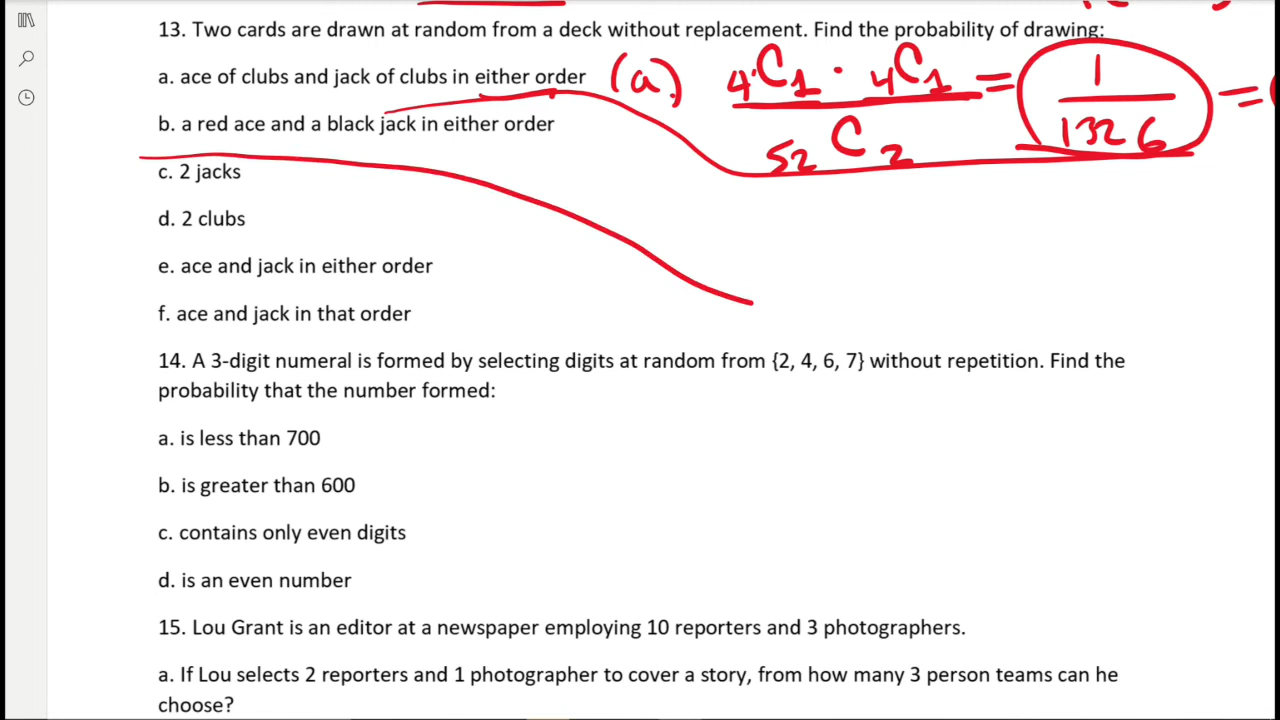 13. Two cards are drawn at random from a deck without replacement. Find the probability of drawing:
a. ace of clubs and jack of clubs in either order (a) 4C1 · 4C1 / 52C2 = 1/1326 =
b. a red ace and a black jack in either order
c. 2 jacks
d. 2 clubs
e. ace and jack in either order
f. ace and jack in that order
14. A 3-digit numeral is formed by selecting digits at random from {2, 4, 6, 7} without repetition. Find the
probability that the number formed:
a. is less than 700
b. is greater than 600
c. contains only even digits
d. is an even number
15. Lou Grant is an editor at a newspaper employing 10 reporters and 3 photographers.
a. If Lou selects 2 reporters and 1 photographer to cover a story, from how many 3 person teams can he
choose?